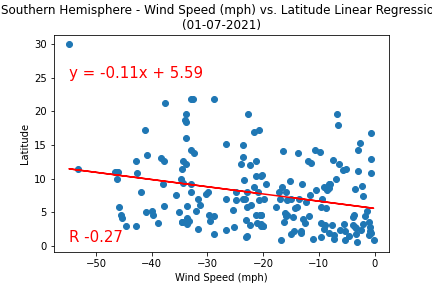 Southern Hemisphere - Wind Speed (mph) vs. Latitude Linear Regressio
(01-07-2021)
30
25
20
15
10
5
0
Latitude
y = -0.11x + 5.59
R -0.27
−50
−40
−30
−20
−10
0
Wind Speed (mph)